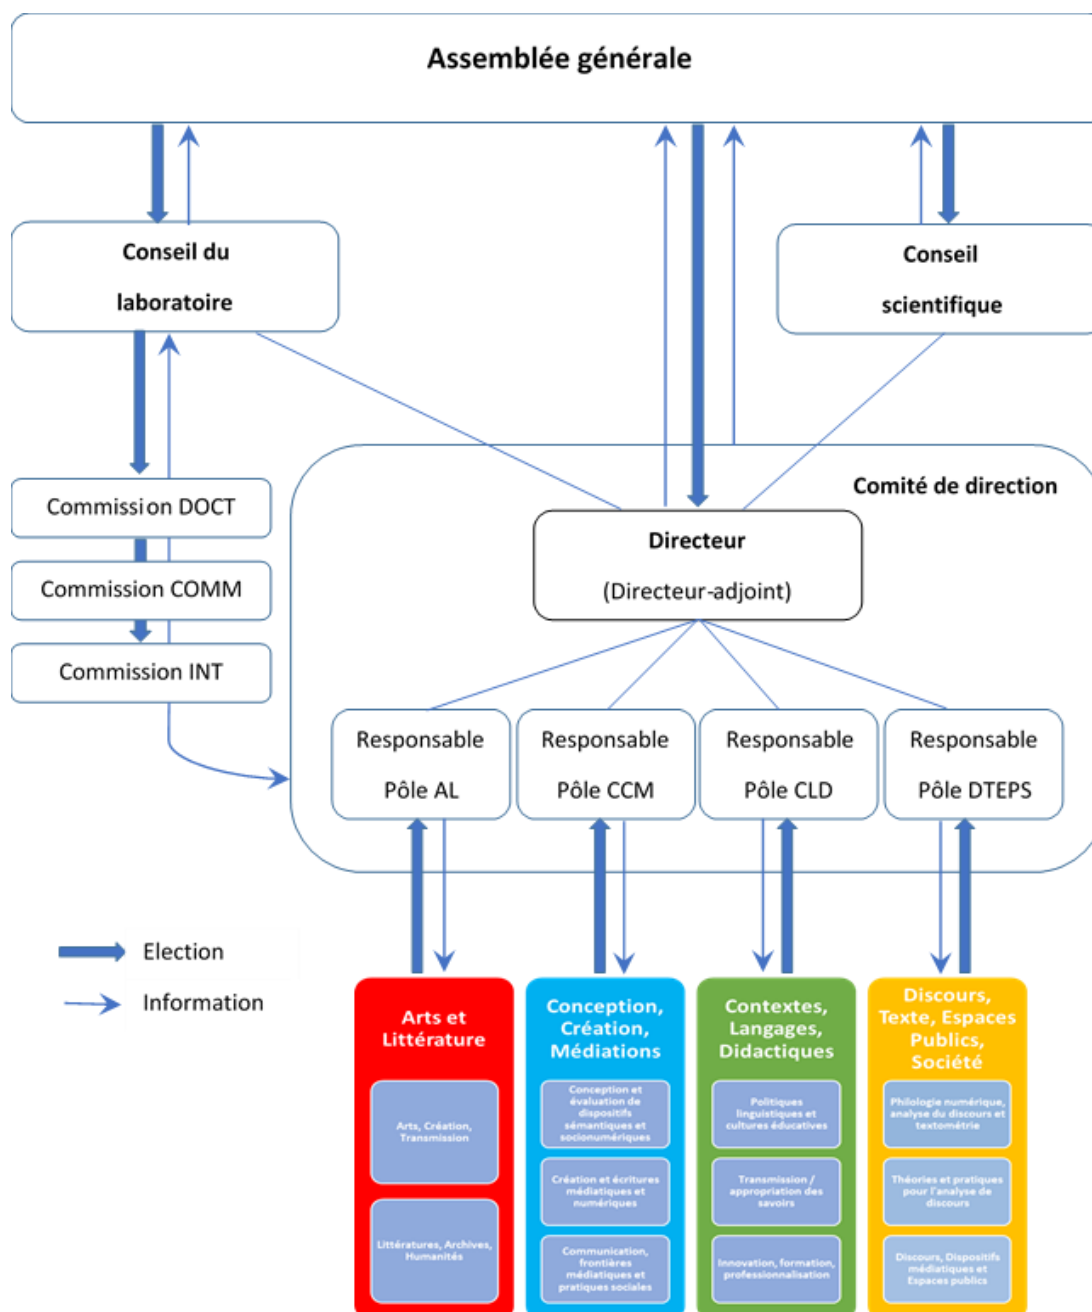 Assemblée générale
Conseil du
laboratoire
Conseil
scientifique
Comité de direction
Commission DOCT
Commission COMM
Commission INT
Directeur
(Directeur-adjoint)
Responsable
Pôle AL
Responsable
Pôle CCM
Responsable
Pôle CLD
Responsable
Pôle DTEPS
Election
Information
Arts et
Littérature
Arts, Création,
Transmission
Littératures, Archives,
Humanités
Conception,
Création,
Médiations
Conception et
évaluation de
dispositifs
sémantiques et
socionumériques
Création et écritures
médiatiques et
numériques
Communication,
frontières
médiatiques et
pratiques sociales
Contextes,
Langages,
Didactiques
Politiques
linguistiques et
cultures éducatives
Transmission /
appropriation des
savoirs
Innovation, formation,
professionnalisation
Discours,
Texte, Espaces
Publics,
Société
Philologie numérique,
analyse du discours et
textométrie
Théories et pratiques
pour l'analyse de
discours
Discours, Dispositifs
médiatiques et
Espaces publics